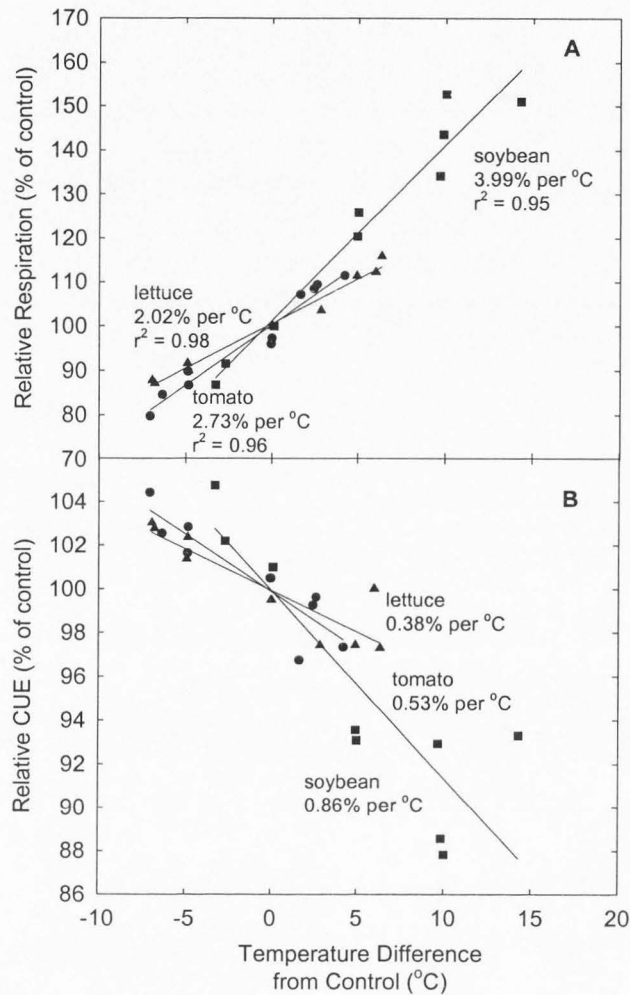 170
160
150
140
130
120
110
100
90
80
70
Relative Respiration (% of control)
A
soybean
3.99% per °C
r² = 0.95
lettuce
2.02% per °C
r² = 0.98
tomato
2.73% per °C
r² = 0.96
104
102
100
98
96
94
92
90
88
86
Relative CUE (% of control)
B
lettuce
0.38% per °C
tomato
0.53% per °C
soybean
0.86% per °C
-10 -5 0 5 10 15 20
Temperature Difference
from Control (°C)